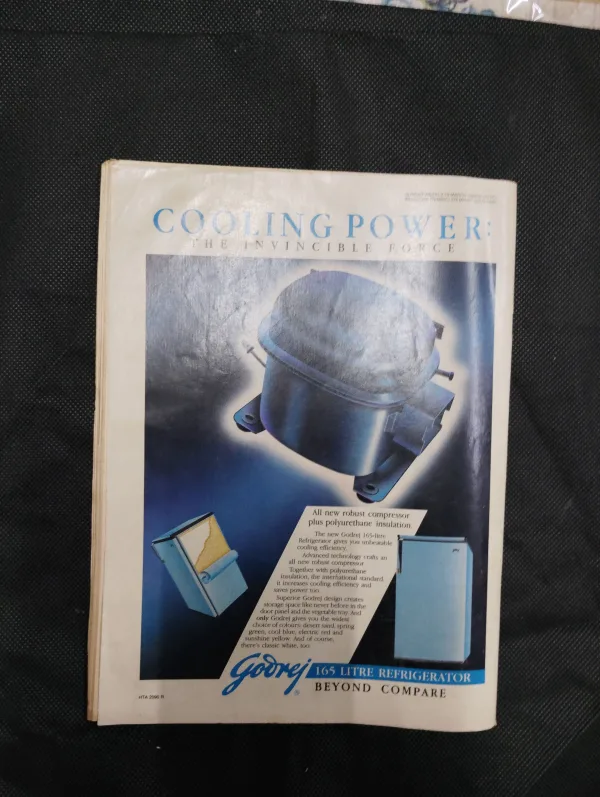 COOLING POWER:
THE INVINCIBLE FORCE
All new robust compressor
plus polyurethane insulation.
The new Godrej 165-litre
Refrigerator gives you unbeatable
cooling efficiency.
Advanced technology crafts an
all new robust compressor.
Together with polyurethane
insulation, the international standard,
it increases cooling efficiency and
saves power too.
Superior Godrej design creates
storage space like never before in the
door panel and the vegetable tray. And
only Godrej gives you the widest
choice of colours: desert sand, spring
green, cool blue, electric red and
sunshine yellow. And of course,
there's classic white, too.
Godrej
®
165 LITRE REFRIGERATOR
BEYOND COMPARE